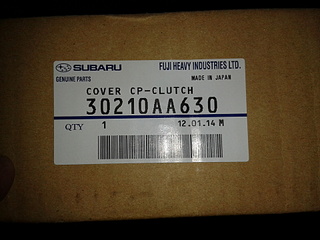 SUBARU FUJI HEAVY INDUSTRIES LTD.
GENUINE PARTS MADE IN JAPAN
COVER CP-CLUTCH
30210AA630
QTY 1 12.01.14 M